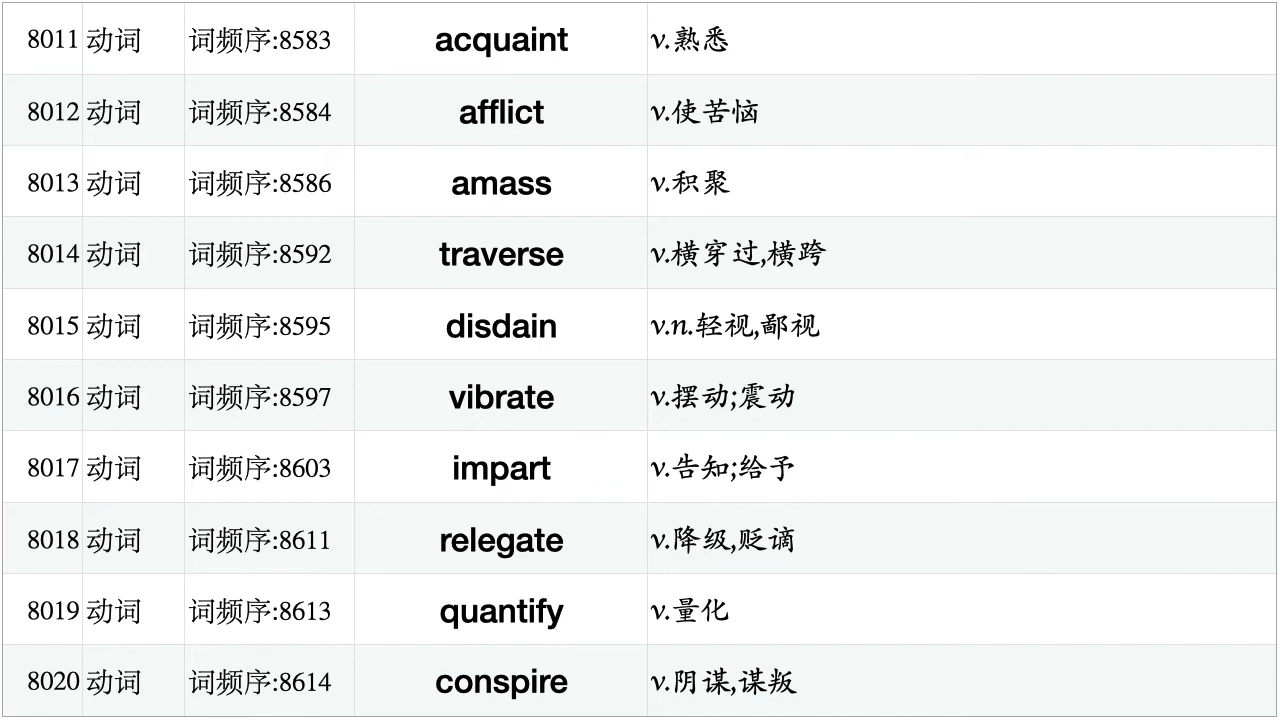 8011 动词 词频序:8583 acquaint v.熟悉
8012 动词 词频序:8584 afflict v.使苦恼
8013 动词 词频序:8586 amass v.积聚
8014 动词 词频序:8592 traverse v.横穿过,横跨
8015 动词 词频序:8595 disdain v.n.轻视,鄙视
8016 动词 词频序:8597 vibrate v.摆动;震动
8017 动词 词频序:8603 impart v.告知;给予
8018 动词 词频序:8611 relegate v.降级,贬谪
8019 动词 词频序:8613 quantify v.量化
8020 动词 词频序:8614 conspire v.阴谋,谋叛